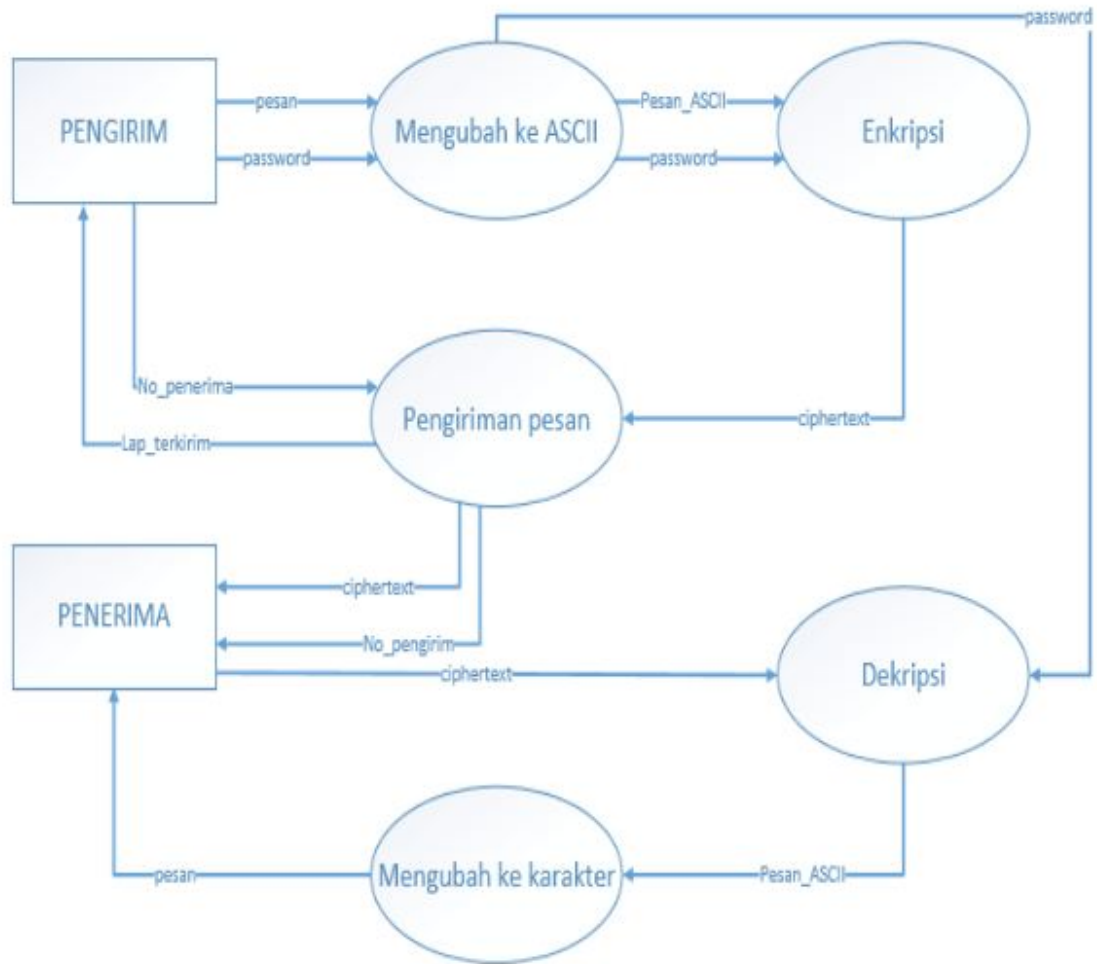 password
PENGIRIM
pesan
password
Mengubah ke ASCII
Pesan_ASCII
password
Enkripsi
No_penerima
Lap_terkirim
Pengiriman pesan
ciphertext
PENERIMA
ciphertext
No_pengirim
ciphertext
Dekripsi
pesan
Mengubah ke karakter
Pesan_ASCII